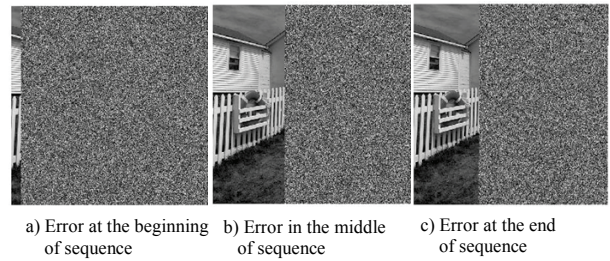 a) Error at the beginning
of sequence
b) Error in the middle
of sequence
c) Error at the end
of sequence